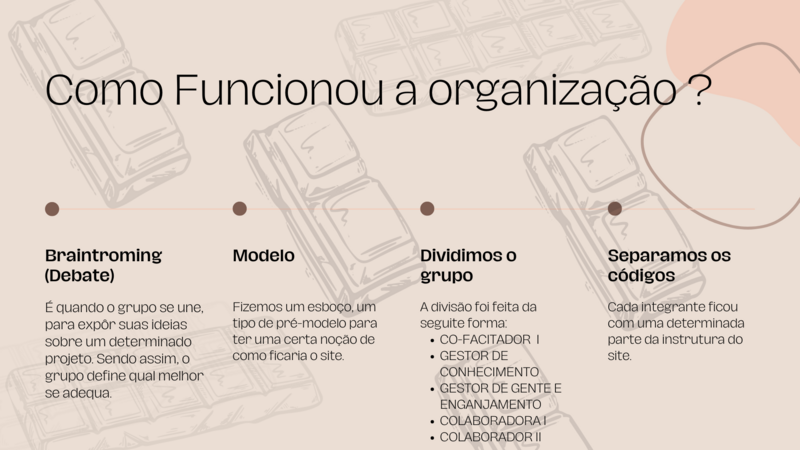 Como Funcionou a organização ?
Braintroming
(Debate)
É quando o grupo se une,
para expôr suas ideias
sobre um determinado
projeto. Sendo assim, o
grupo define qual melhor
se adequa.
Modelo
Fizemos um esboço, um
tipo de pré-modelo para
ter uma certa noção de
como ficaria o site.
Dividimos o
grupo
A divisão foi feita da
seguite forma:
• CO-FACITADOR I
• GESTOR DE
CONHECIMENTO
• GESTOR DE GENTE E
ENGANJAMENTO
• COLABORADORA I
• COLABORADOR II
Separamos os
códigos
Cada integrante ficou
com uma determinada
parte da instrutura do
site.